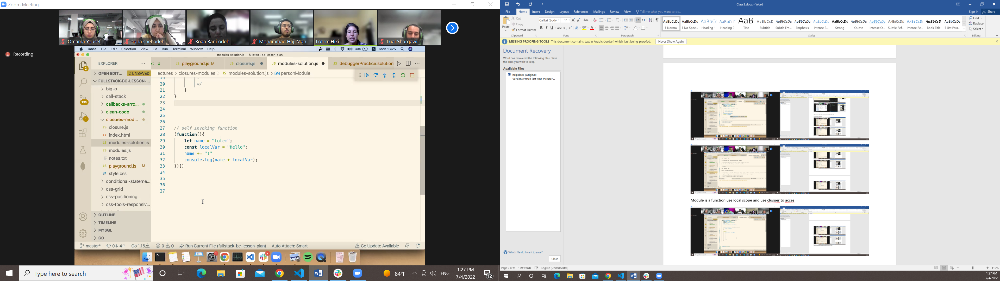 Zoom Meeting
Omama Yousef
suha shehadeh
Roaa Bani odeh
Mohammad Haj-Mah...
Lotem Hiki
Luai Sharqawi
Recording
Code File Edit Selection View Go Run Terminal Window Help
49% A Mon 13:25
modules-solution.js — fullstack-bc-lesson-plan
EXPLORER ...
xt U
JS playground.js M
JS closure.js
JS modules-solution.js
JS debuggerPractice.solution
OPEN EDIT... 2 UNSAVED
lectures > closures-modules > JS modules-solution.js > personModule
FULLSTACK-BC-LESSON-...
big-o
call-stack
callbacks-arro...
clean-code
closures-mod...
JS closure.js
<> index.html
JS modules-solution.js
JS modules.js
notes.txt
JS playground.js M
# style.css
conditional-stateme...
css-grid
css-positioning
css-tools-responsiv...
OUTLINE
TIMELINE
MYSQL
GO
2
135
1
19
20 */
21 }
22 }
23
24
25
26
27 // self invoking function
28 (function(){
29 let name = "Lotem";
30 const localVar = "Hello";
31 name += "!"
32 console.log(name + localVar);
33 })()
34
35
36
37
master* 0↓ 4↑ Go 1.16 0 0 Run Current File (fullstack-bc-lesson-plan) Auto Attach: Smart Go Update Available
Type here to search
84°F ENG
1:27 PM
7/4/2022
12
Class2.docx - Word
File Home Insert Design Layout References Mailings Review View Tell me what you want to do...
Sign in Share
Paste
Cut
Copy
Format Painter
Clipboard
Calibri (Body) 11
Font
Paragraph
AaBbCcDc AaBbCcDc AaBbCc AaBbCcE AaB AaBbCcE AaBbCcDc AaBbCcDc AaBbCcDc AaBbCcDc AaBbCcDc AaBbCcDc AaBbCcDD AaBbCcD AaBbCcD AaBbCcDc
¶ Normal ¶ No Spac... Heading 1 Heading 2 Title Subtitle Subtle Em... Emphasis Intense E... Strong Quote Intense Q... Subtle Ref... Intense Re... Book Title ¶ List Para...
Styles
Find
Replace
Select
Editing
MISSING PROOFING TOOLS This document contains text in Arabic (Jordan) which isn't being proofed. Never Show Again
Document Recovery
Word has recovered the following files. Save
the ones you wish to keep.
Available Files
help.docx [Original]
Version created last time the user ...
Which file do I want to save?
Close
Module is a function use local scope and use clusuer to acces
Page 9 of 9 159 words English (United States)
110%
1:27 PM
7/4/2022